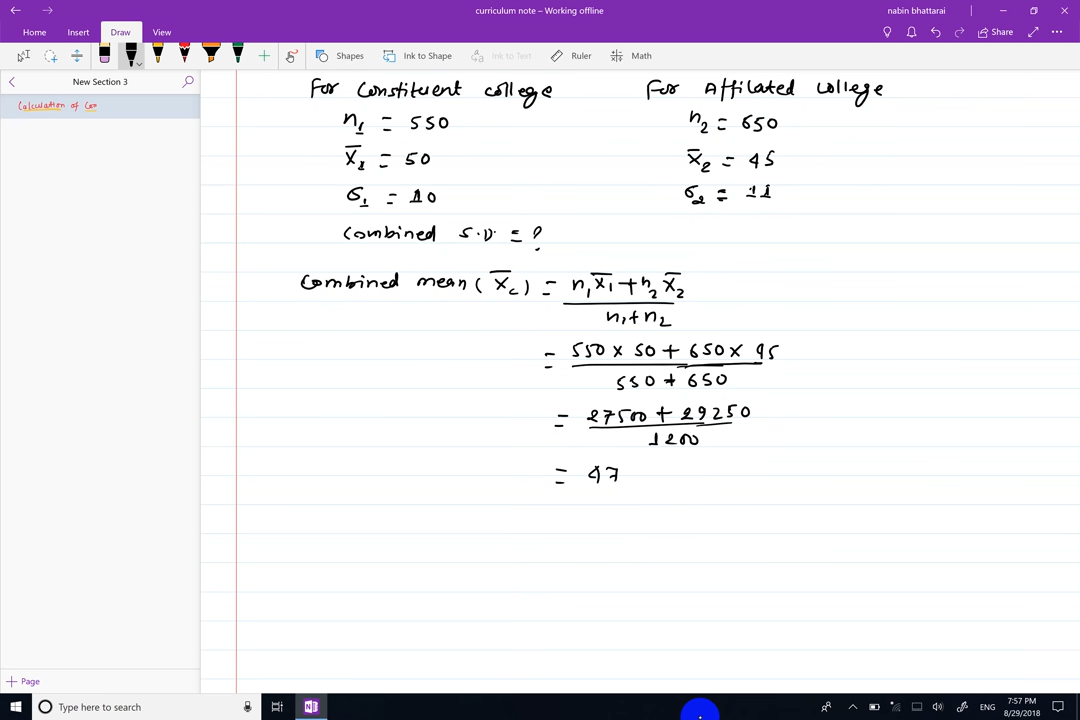 curriculum note – Working offline
nabin bhattarai
Home Insert Draw View
Share
Shapes Ink to Shape Ink to Text Ruler Math
New Section 3
Calculation of Com
For Constituent college For Affilated college
n₁ = 550 n₂ = 650
x̄₁ = 50 x̄₂ = 45
σ₁ = 10 σ₂ = 11
Combined S.D. = ?
Combined mean (x̄c) = n₁x̄₁ + n₂x̄₂
n₁ + n₂
= 550 × 50 + 650 × 45
550 + 650
= 27500 + 29250
1200
= 47
Page
Type here to search
ENG
7:57 PM
8/29/2018